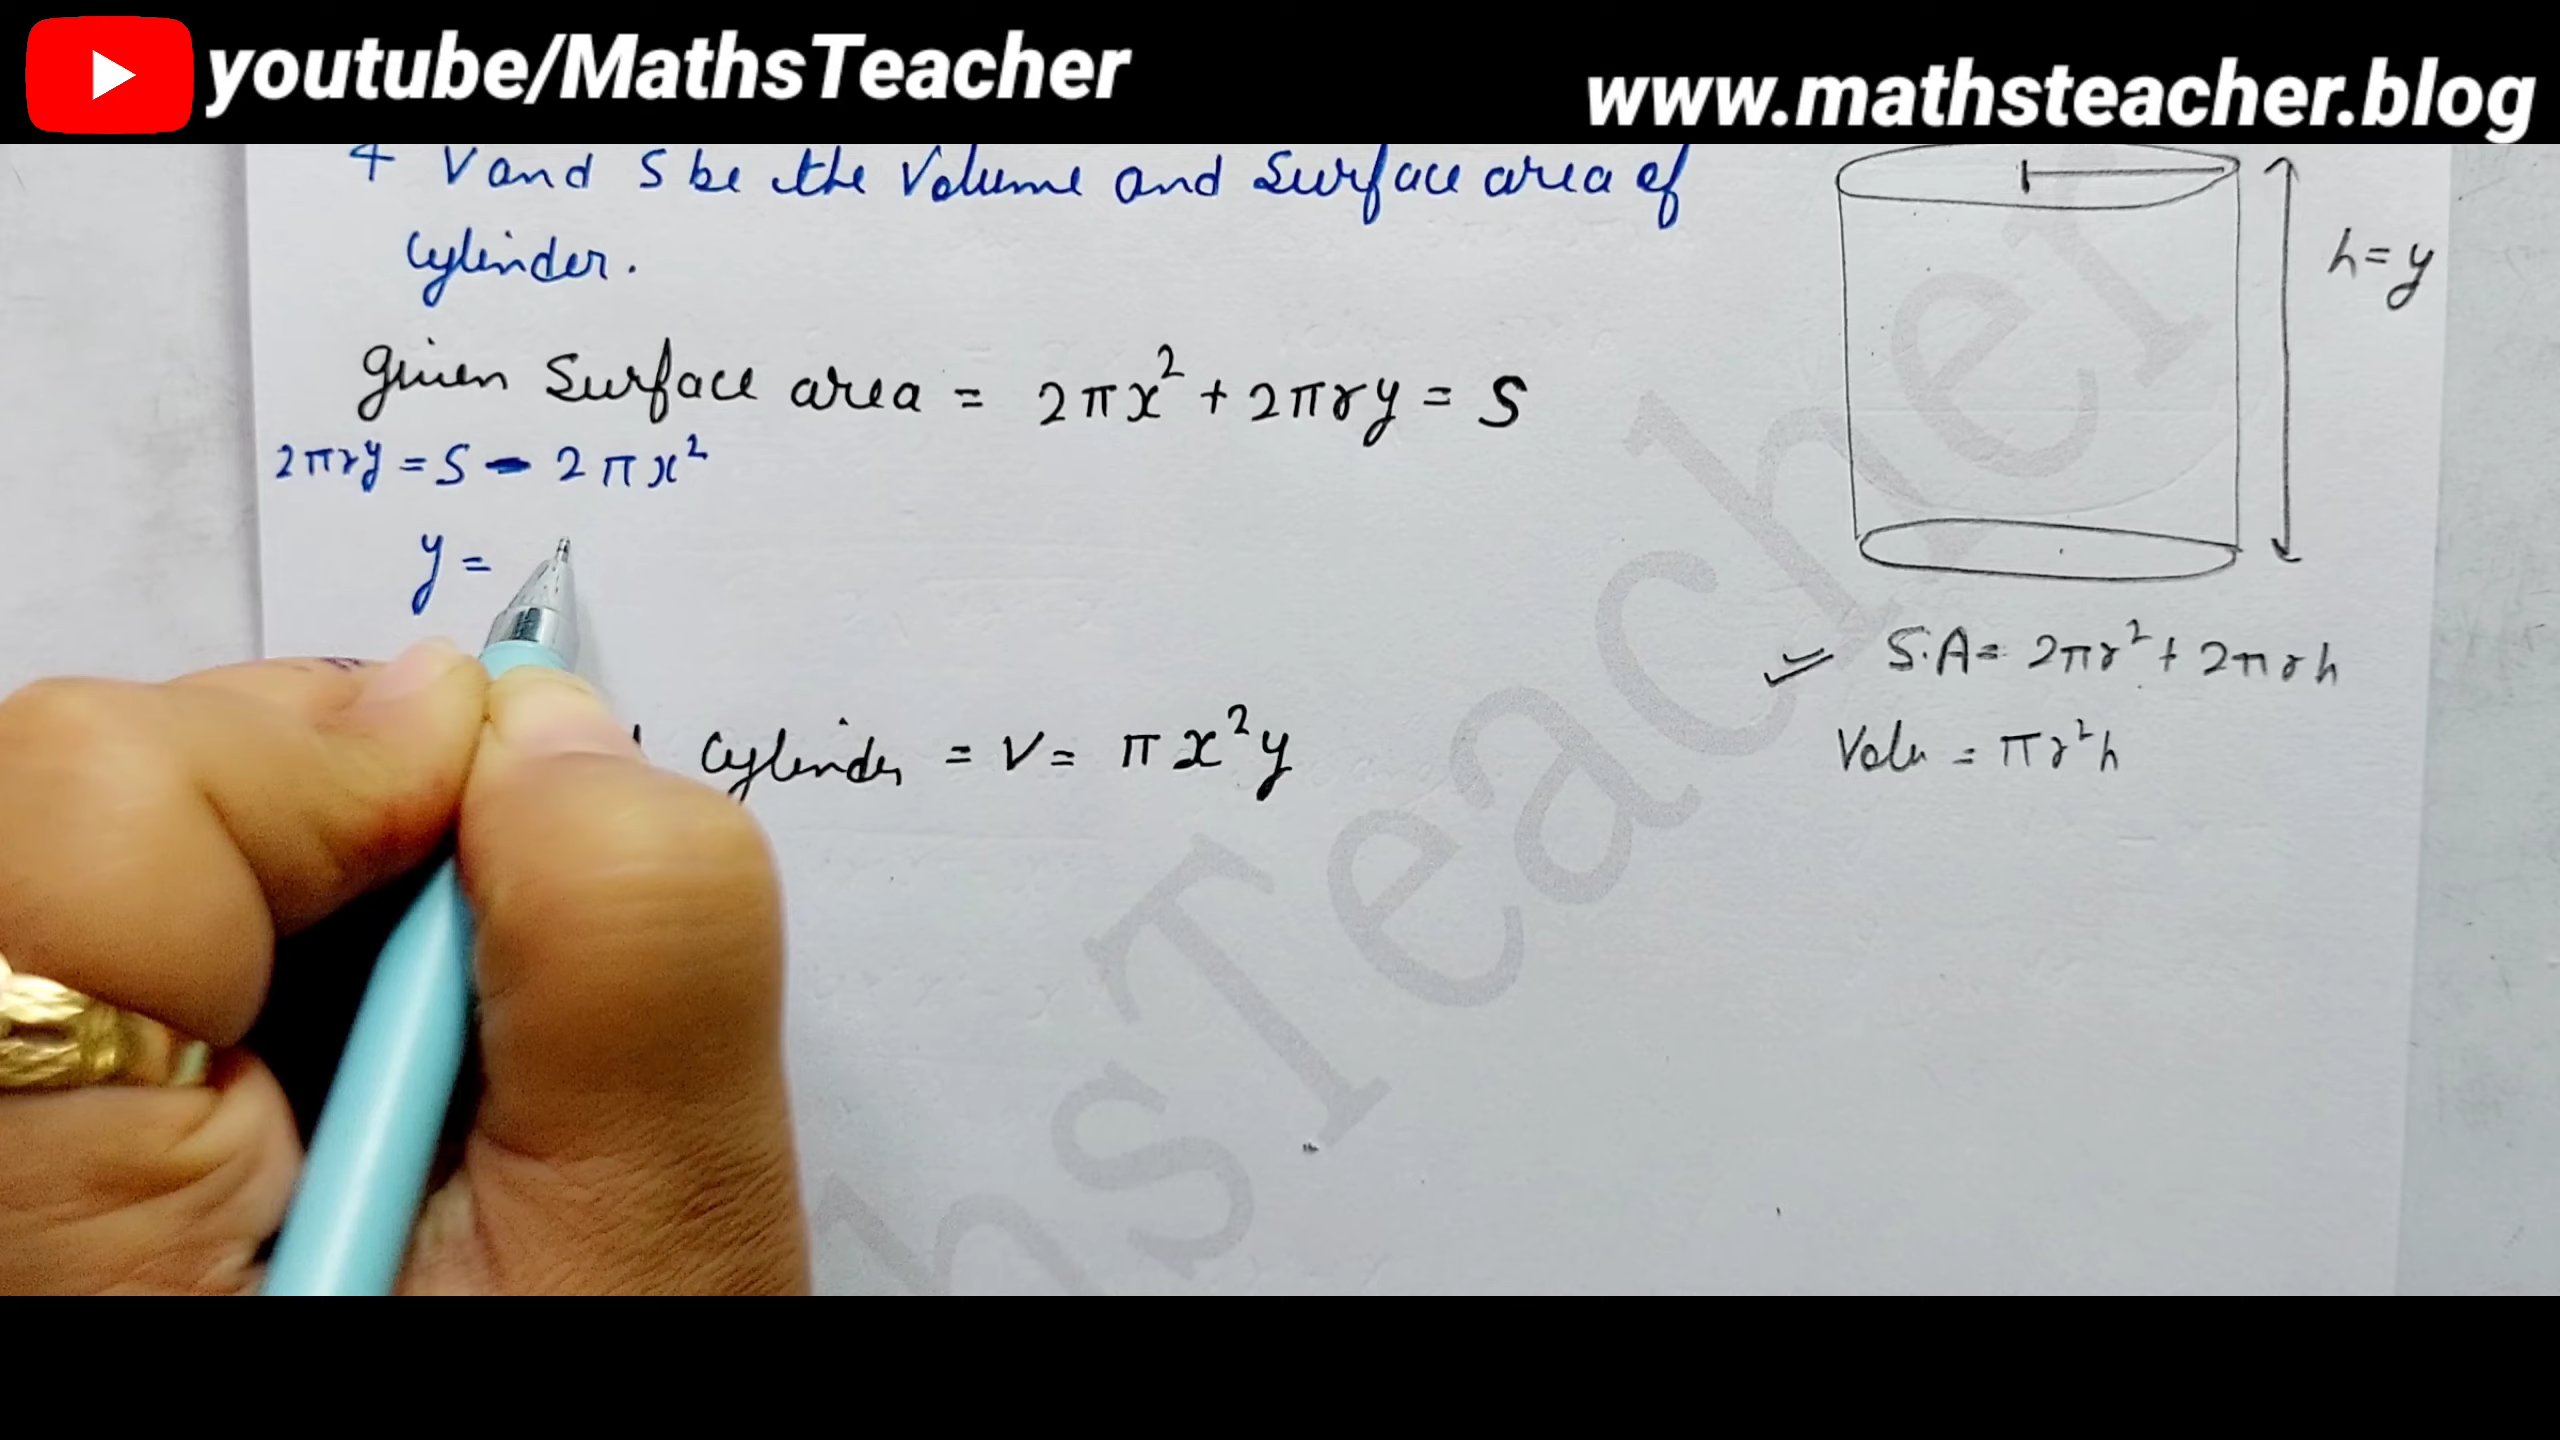 youtube/MathsTeacher
www.mathsteacher.blog
+ V and S be the Volume and Surface area of
Cylinder.
h = y
given Surface area = 2πx² + 2πry = S
2πry = S - 2πx²
y =
S.A = 2πr² + 2πrh
Cylinder = V = πx²y
Volu = πr²h
hsTeacher